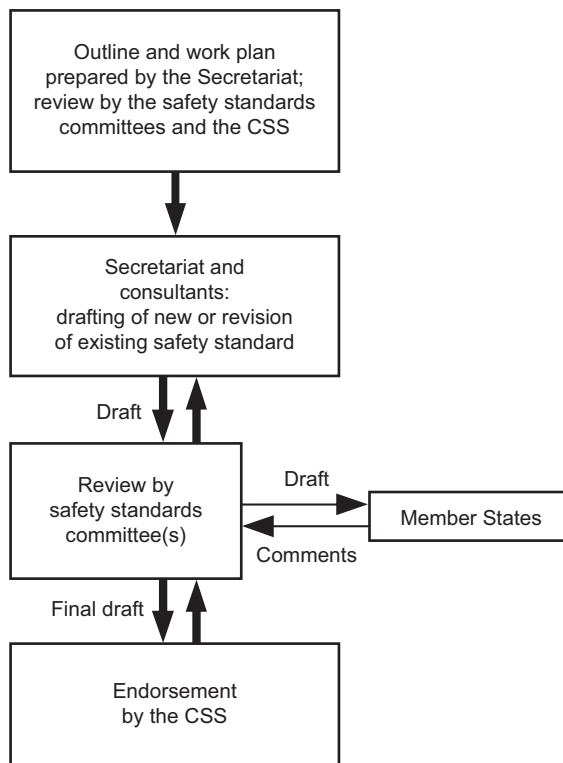 Outline and work plan
prepared by the Secretariat;
review by the safety standards
committees and the CSS
Secretariat and
consultants:
drafting of new or revision
of existing safety standard
Draft
Review by
safety standards
committee(s)
Draft
Member States
Comments
Final draft
Endorsement
by the CSS